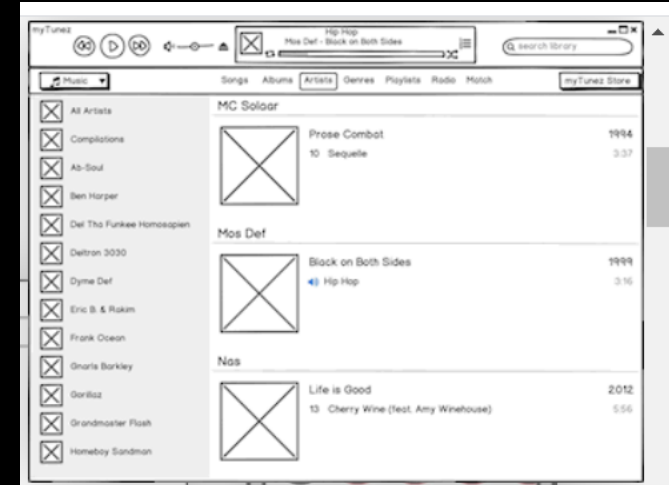 myTunez
Hip Hop
Mos Def - Black on Both Sides
search library
Music
Songs Albums Artists Genres Playlists Radio Match
myTunez Store
All Artists
Compilations
Ab-Soul
Ben Harper
Del Tha Funkee Homosapien
Deltron 3030
Dyme Def
Eric B. & Rakim
Frank Ocean
Gnarls Barkley
Gorillaz
Grandmaster Flash
Homeboy Sandman
MC Solaar
Prose Combat 1994
10 Sequelle 3:37
Mos Def
Black on Both Sides 1999
Hip Hop 3:16
Nas
Life is Good 2012
13 Cherry Wine (feat. Amy Winehouse) 5:56